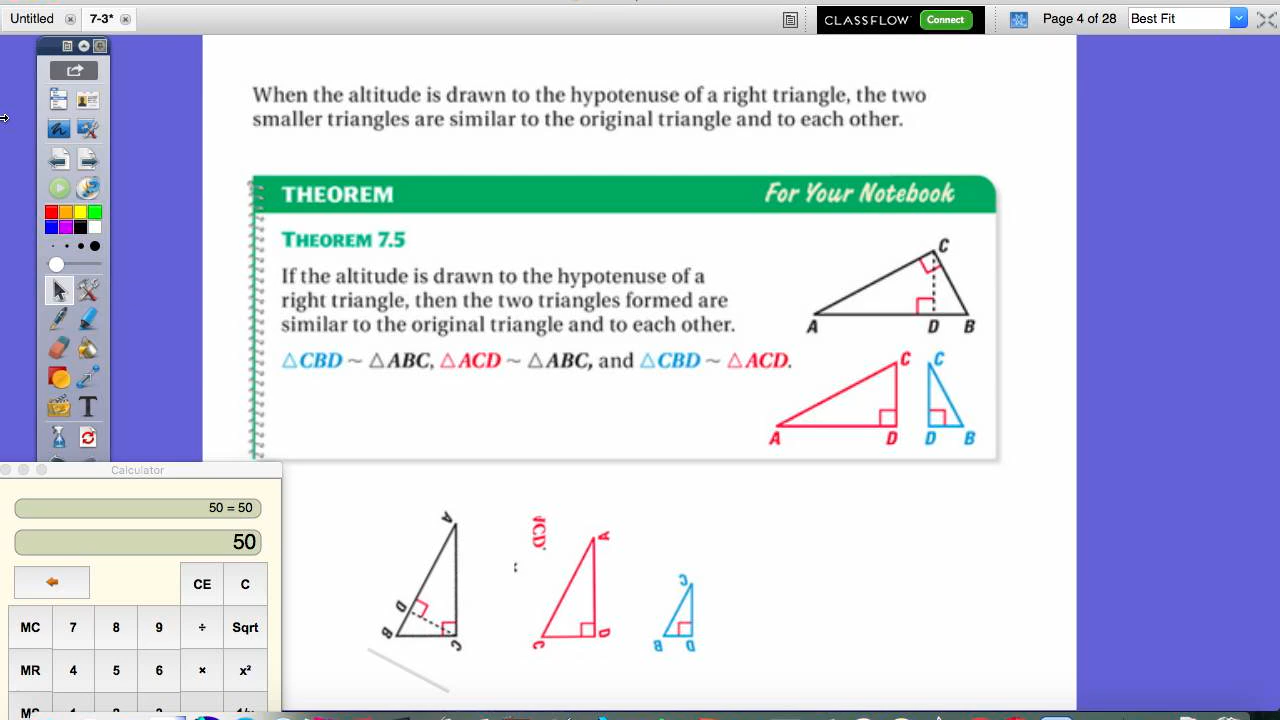 Untitled
7-3*
CLASSFLOW
Connect
Page 4 of 28
Best Fit
When the altitude is drawn to the hypotenuse of a right triangle, the two
smaller triangles are similar to the original triangle and to each other.
THEOREM
For Your Notebook
THEOREM 7.5
If the altitude is drawn to the hypotenuse of a
right triangle, then the two triangles formed are
similar to the original triangle and to each other.
△CBD ~ △ABC, △ACD ~ △ABC, and △CBD ~ △ACD.
C
A D B
C C
A D D B
T
Calculator
50 = 50
50
CE C
MC 7 8 9 ÷ Sqrt
MR 4 5 6 × x²
A
D
B
C
A
C D
C
B D